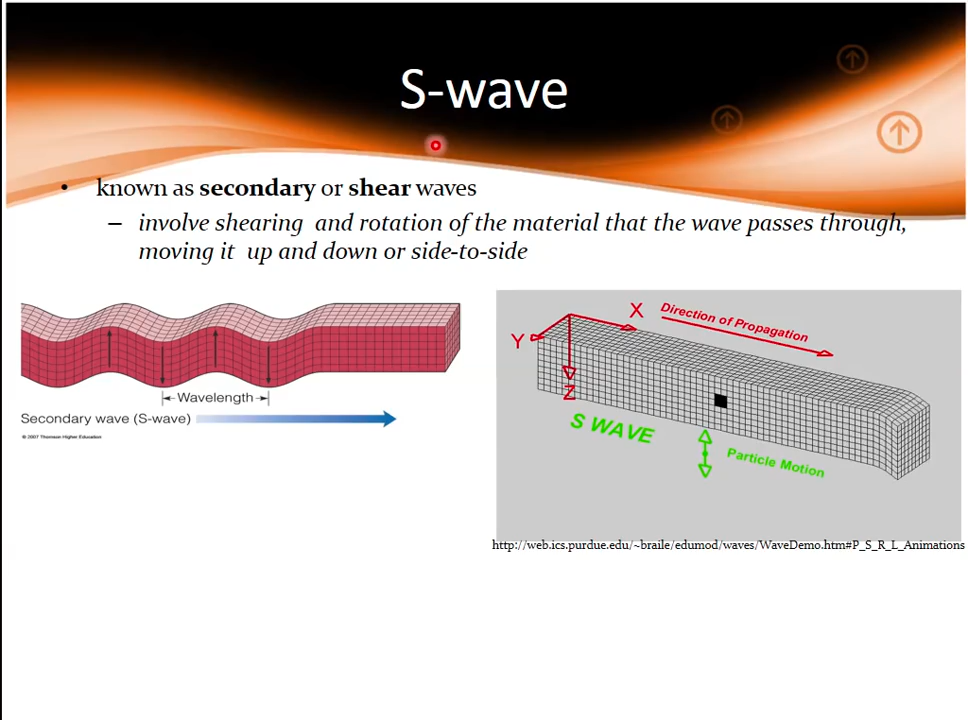 S-wave
• known as secondary or shear waves
– involve shearing and rotation of the material that the wave passes through,
moving it up and down or side-to-side
Wavelength
Secondary wave (S-wave)
© 2007 Thomson Higher Education
X
Direction of Propagation
Y
Z
S WAVE
Particle Motion
http://web.ics.purdue.edu/~braile/edumod/waves/WaveDemo.htm#P_S_R_L_Animations